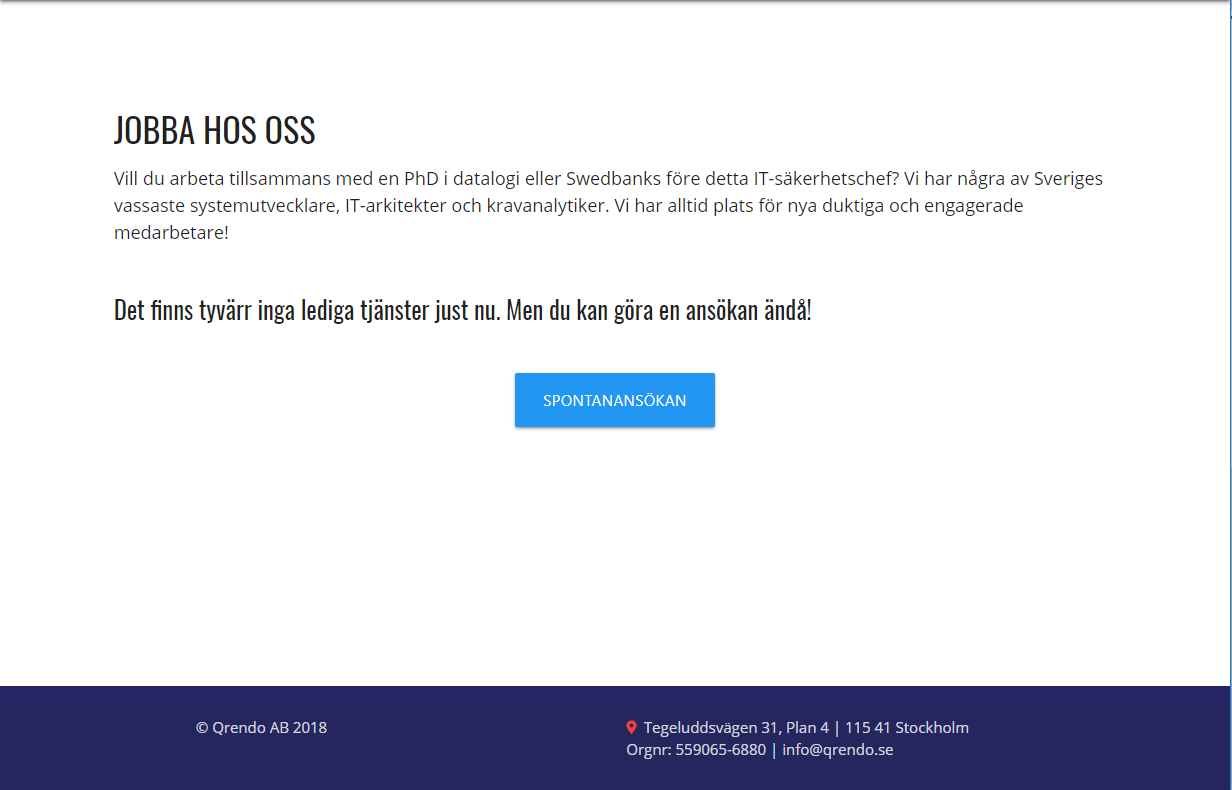 JOBBA HOS OSS
Vill du arbeta tillsammans med en PhD i datalogi eller Swedbanks före detta IT-säkerhetschef? Vi har några av Sveriges
vassaste systemutvecklare, IT-arkitekter och kravanalytiker. Vi har alltid plats för nya duktiga och engagerade
medarbetare!
Det finns tyvärr inga lediga tjänster just nu. Men du kan göra en ansökan ändå!
SPONTANANSÖKAN
© Qrendo AB 2018
Tegeluddsvägen 31, Plan 4 | 115 41 Stockholm
Orgnr: 559065-6880 | info@qrendo.se